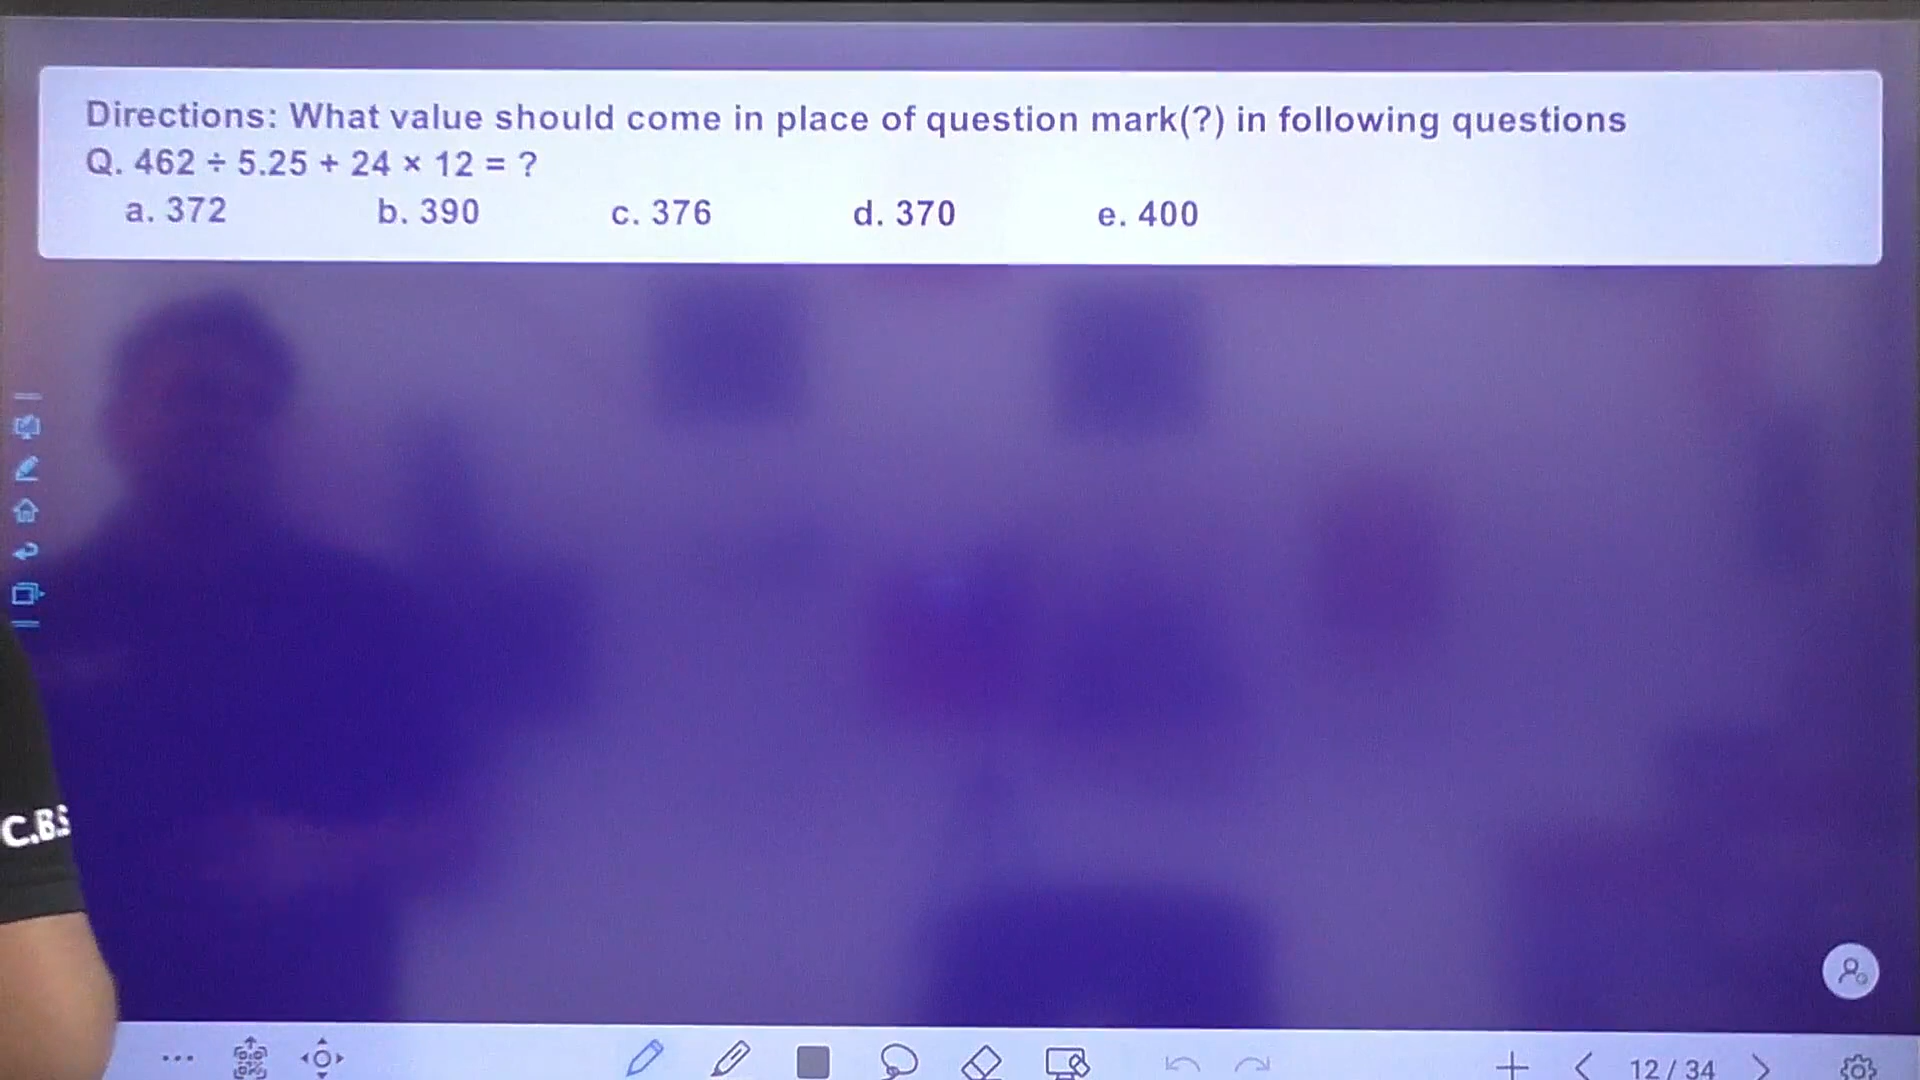 Directions: What value should come in place of question mark(?) in following questions
Q. 462 ÷ 5.25 + 24 × 12 = ?
a. 372 b. 390 c. 376 d. 370 e. 400
C.BS
12 / 34